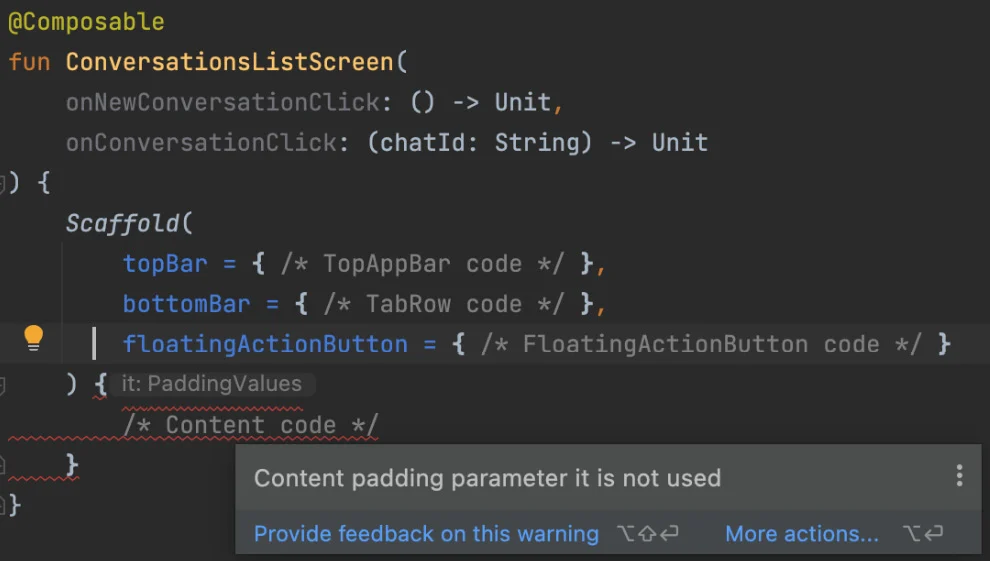 @Composable
fun ConversationsListScreen(
    onNewConversationClick: () -> Unit,
    onConversationClick: (chatId: String) -> Unit
) {
    Scaffold(
        topBar = { /* TopAppBar code */ },
        bottomBar = { /* TabRow code */ },
        floatingActionButton = { /* FloatingActionButton code */ }
    ) { it: PaddingValues
        /* Content code */
    }
}
Content padding parameter it is not used
Provide feedback on this warning ⌥⇧⏎ More actions... ⌥⏎